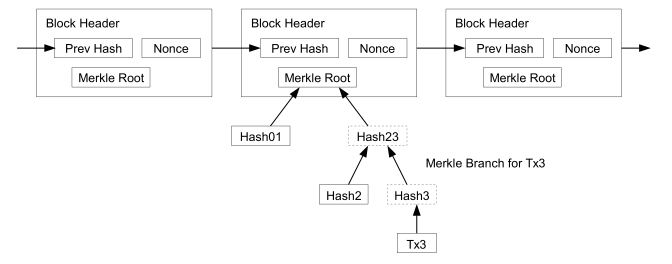 Block Header
Block Header
Block Header
Prev Hash
Nonce
Prev Hash
Nonce
Prev Hash
Nonce
Merkle Root
Merkle Root
Merkle Root
Hash01
Hash23
Merkle Branch for Tx3
Hash2
Hash3
Tx3